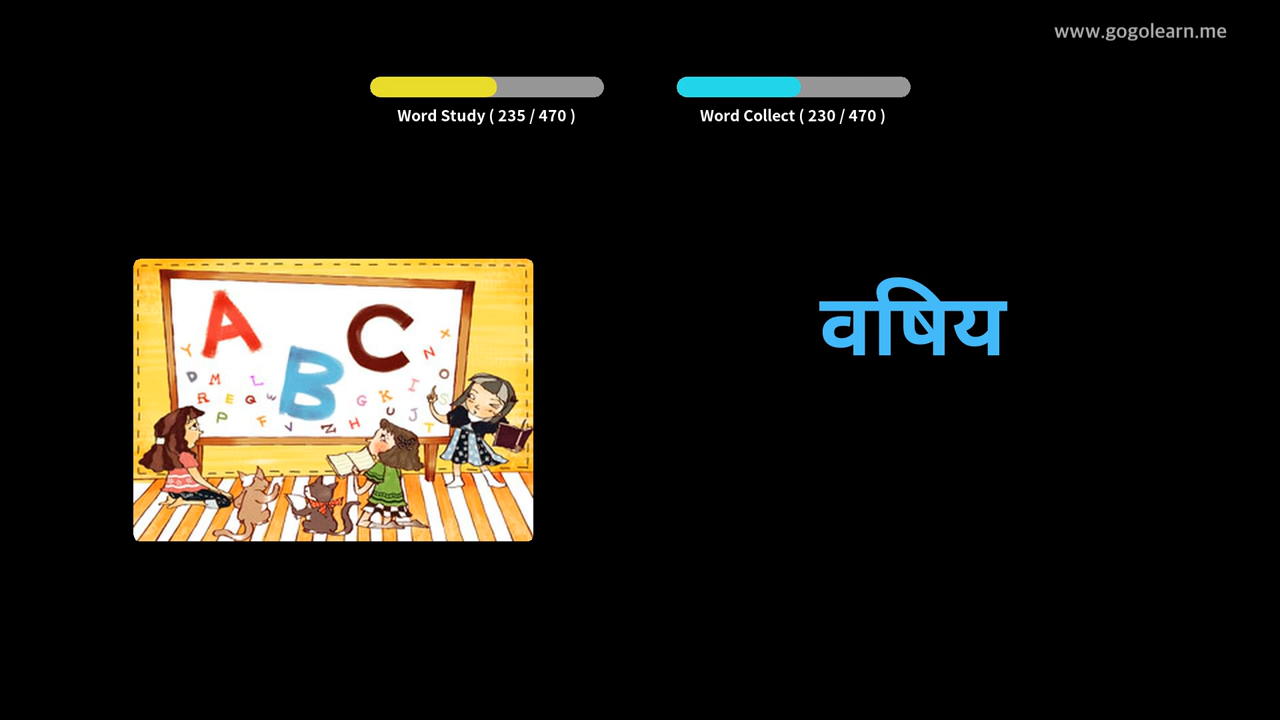 www.gogolearn.me
Word Study ( 235 / 470 )
Word Collect ( 230 / 470 )
वषिय
A B C
X
Y N
D M L I O
R E Q W G K S
P F V Z H U J T